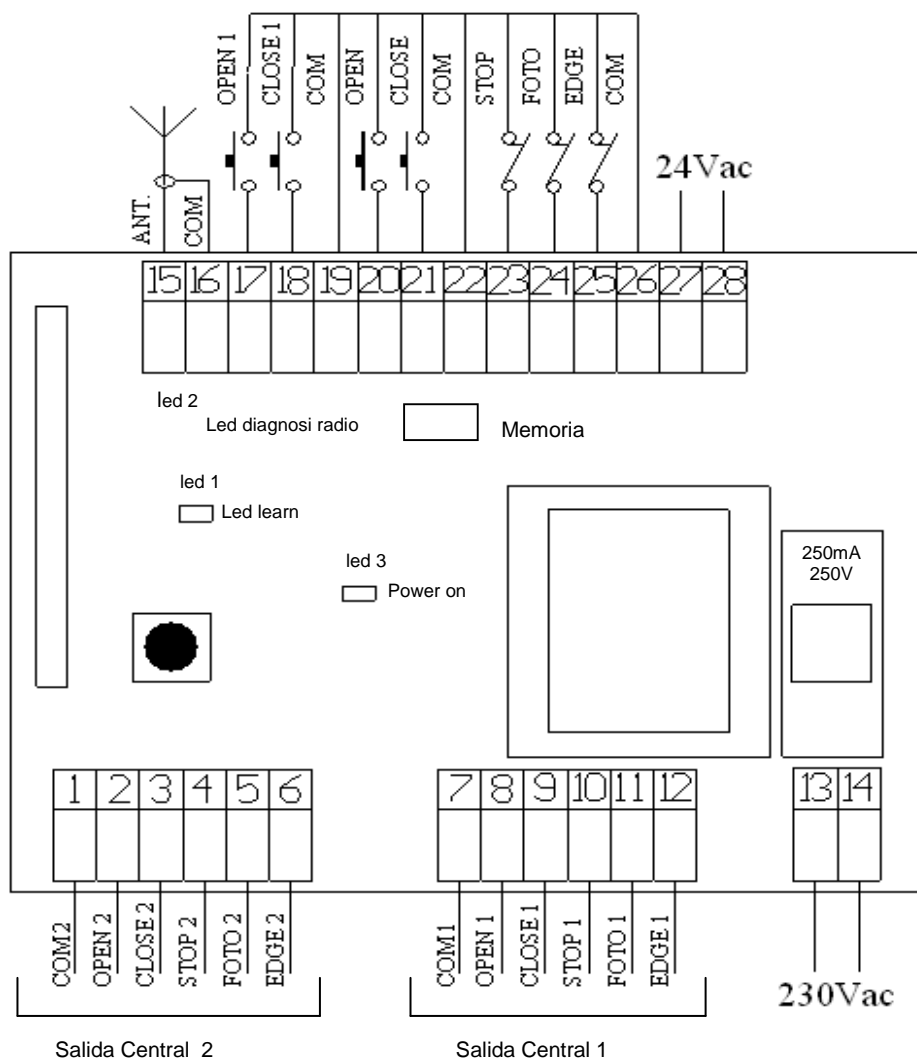 OPEN 1
CLOSE 1
COM
OPEN
CLOSE
COM
STOP
FOTO
EDGE
COM
24Vac
ANT.
COM
15 16 17 18 19 20 21 22 23 24 25 26 27 28
led 2
Led diagnosi radio
Memoria
led 1
Led learn
led 3
Power on
250mA
250V
1 2 3 4 5 6
7 8 9 10 11 12
13 14
COM2
OPEN 2
CLOSE 2
STOP 2
FOTO 2
EDGE 2
COM1
OPEN 1
CLOSE 1
STOP 1
FOTO 1
EDGE 1
230Vac
Salida Central 2
Salida Central 1